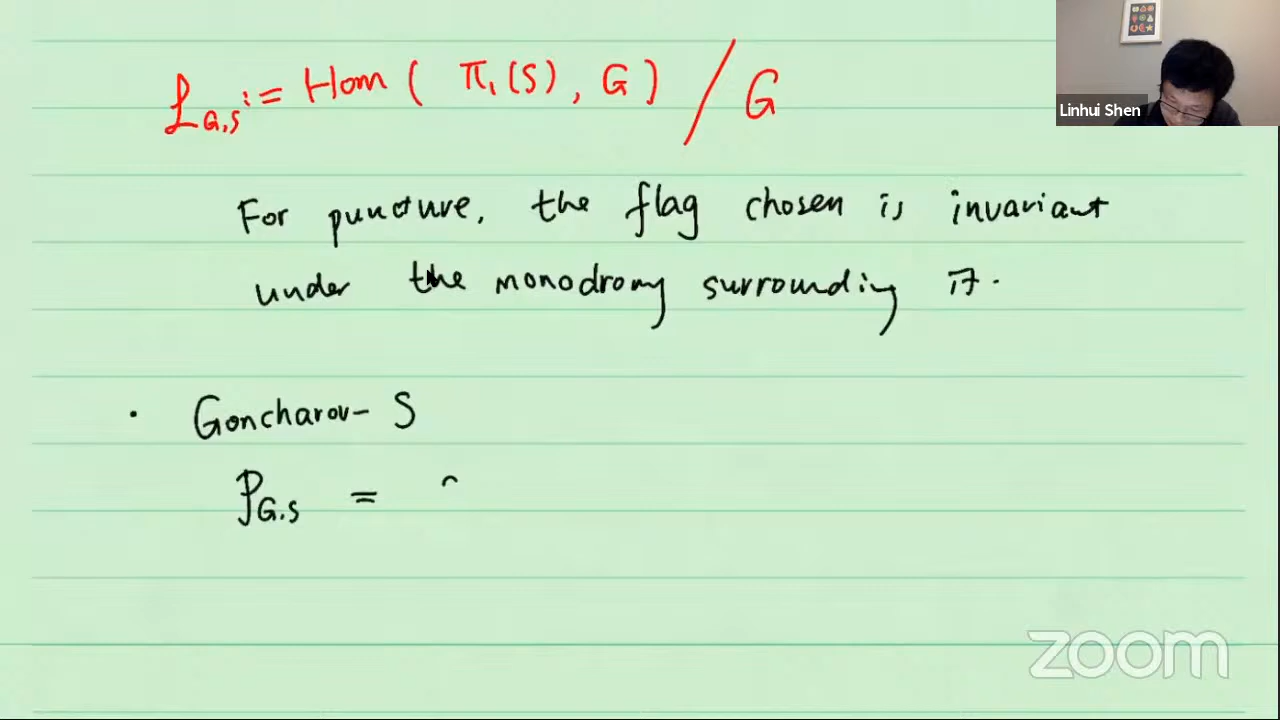 𝓛_{G,S} := Hom ( π₁(S), G ) / G
Linhui Shen
For puncture, the flag chosen is invariant
under the monodromy surrounding it.
· Goncharov- S
𝒫_{G,S} =
zoom